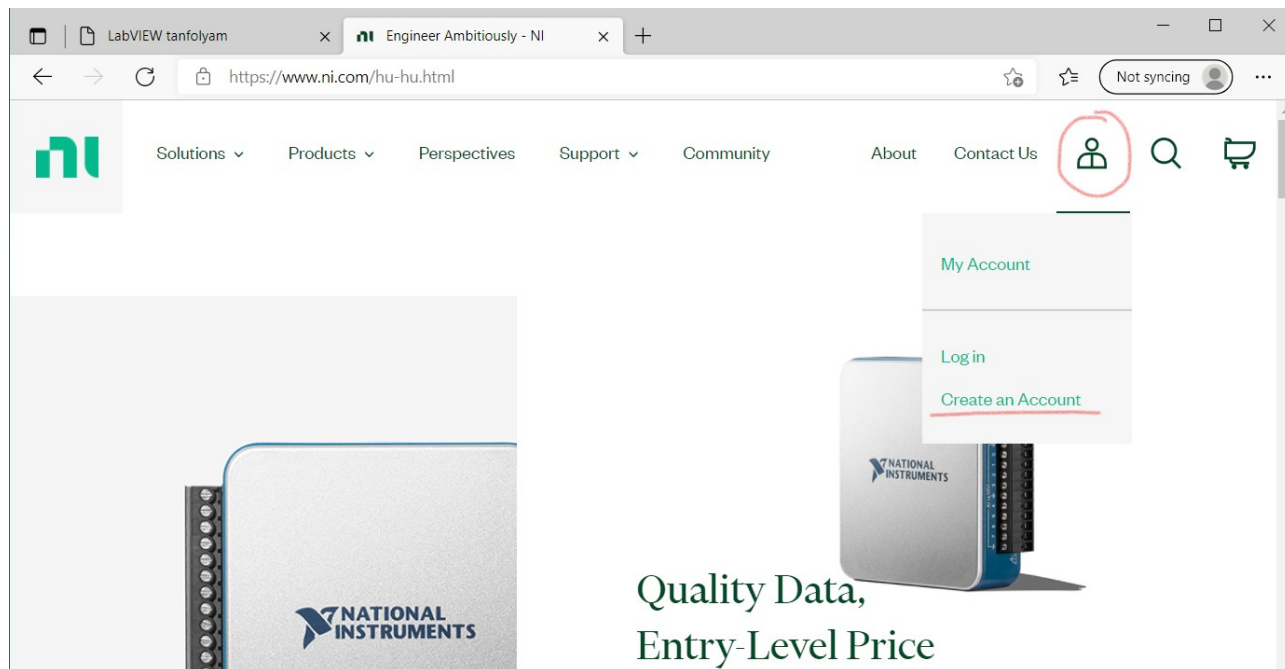 LabVIEW tanfolyam
Engineer Ambitiously - NI
https://www.ni.com/hu-hu.html
Not syncing
nı
Solutions
Products
Perspectives
Support
Community
About
Contact Us
My Account
Log in
Create an Account
NATIONAL
INSTRUMENTS
NATIONAL
INSTRUMENTS
Quality Data,
Entry-Level Price